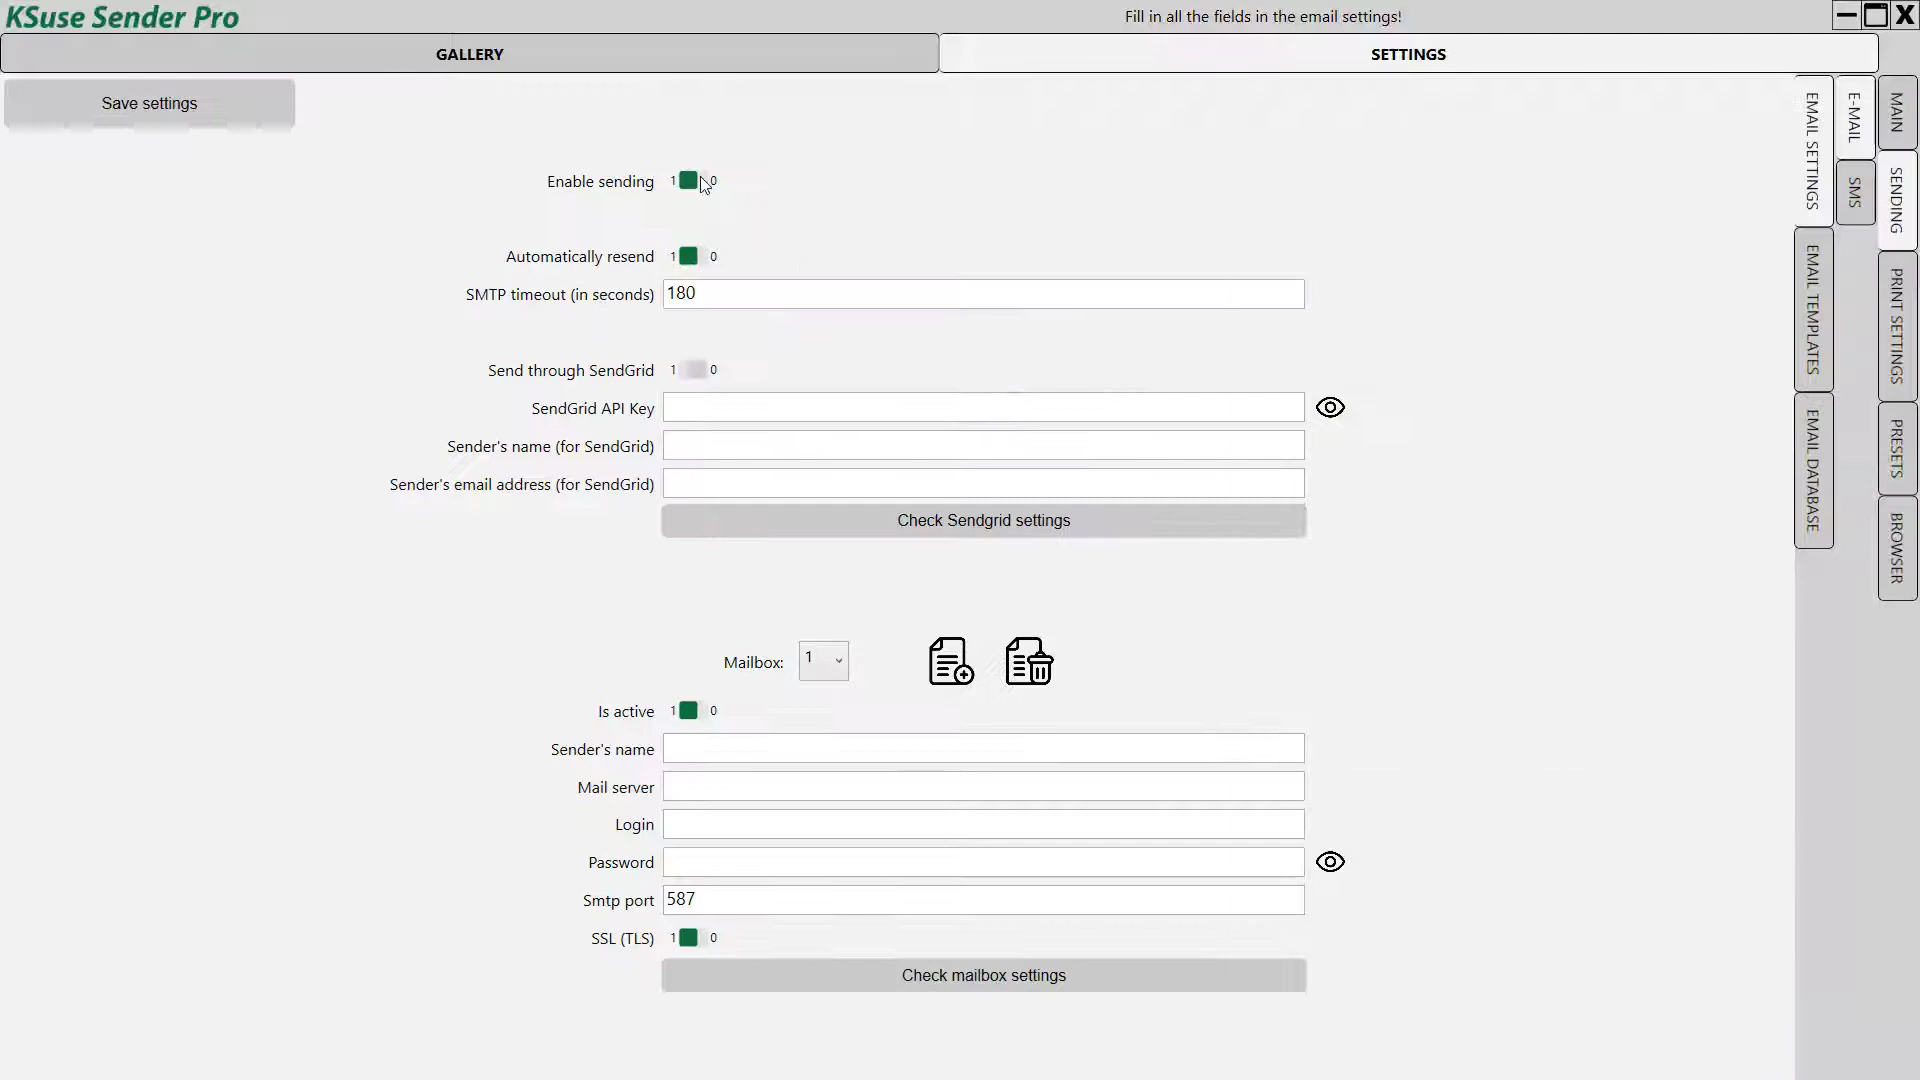 KSuse Sender Pro
Fill in all the fields in the email settings!
X
GALLERY
SETTINGS
Save settings
Enable sending 1 0
Automatically resend 1 0
SMTP timeout (in seconds) 180
Send through SendGrid 1 0
SendGrid API Key
Sender's name (for SendGrid)
Sender's email address (for SendGrid)
Check Sendgrid settings
Mailbox: 1
Is active 1 0
Sender's name
Mail server
Login
Password
Smtp port 587
SSL (TLS) 1 0
Check mailbox settings
EMAIL SETTINGS
EMAIL TEMPLATES
EMAIL DATABASE
E-MAIL
SMS
MAIN
SENDING
PRINT SETTINGS
PRESETS
BROWSER